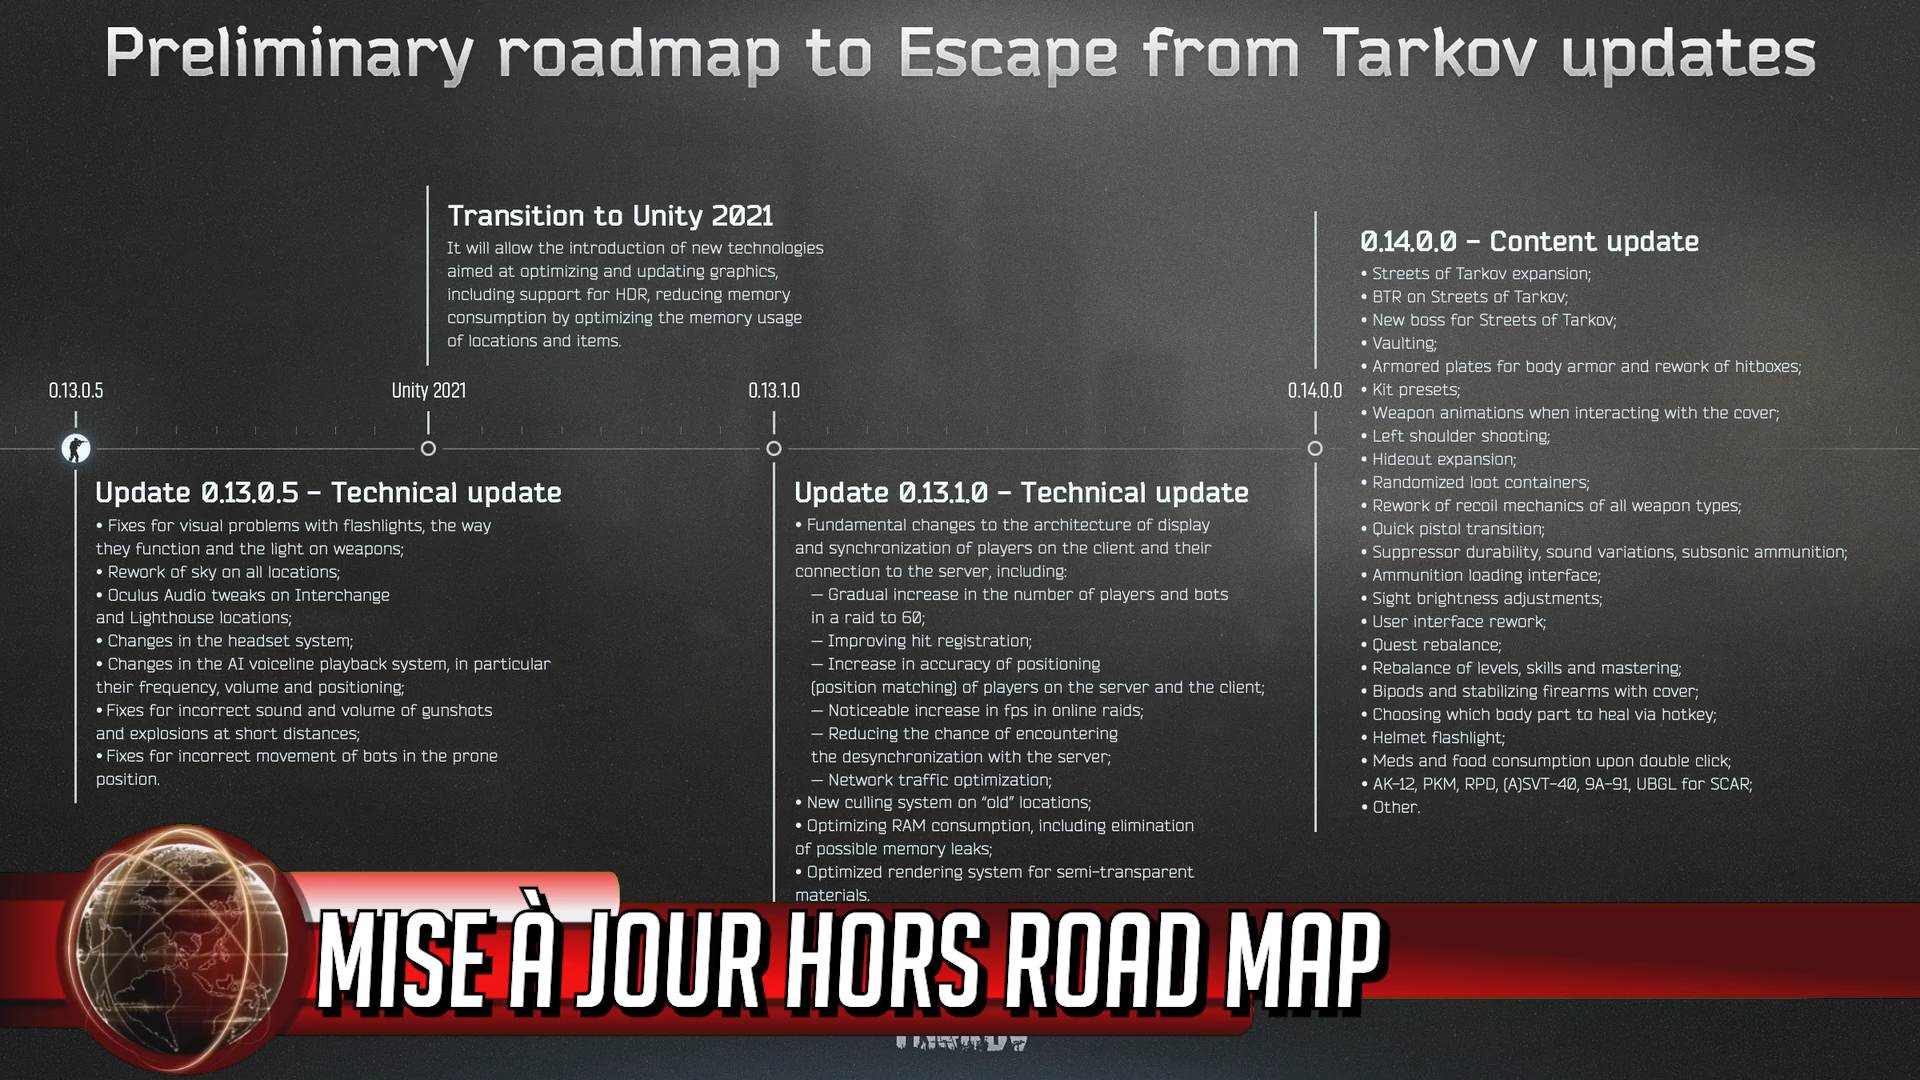 Preliminary roadmap to Escape from Tarkov updates
Transition to Unity 2021
It will allow the introduction of new technologies
aimed at optimizing and updating graphics,
including support for HDR, reducing memory
consumption by optimizing the memory usage
of locations and items.
0.13.0.5
Unity 2021
0.13.1.0
0.14.0.0
Update 0.13.0.5 – Technical update
• Fixes for visual problems with flashlights, the way
they function and the light on weapons;
• Rework of sky on all locations;
• Oculus Audio tweaks on Interchange
and Lighthouse locations;
• Changes in the headset system;
• Changes in the AI voiceline playback system, in particular
their frequency, volume and positioning;
• Fixes for incorrect sound and volume of gunshots
and explosions at short distances;
• Fixes for incorrect movement of bots in the prone
position.
Update 0.13.1.0 – Technical update
• Fundamental changes to the architecture of display
and synchronization of players on the client and their
connection to the server, including:
– Gradual increase in the number of players and bots
in a raid to 60;
– Improving hit registration;
– Increase in accuracy of positioning
(position matching) of players on the server and the client;
– Noticeable increase in fps in online raids;
– Reducing the chance of encountering
the desynchronization with the server;
– Network traffic optimization;
• New culling system on “old” locations;
• Optimizing RAM consumption, including elimination
of possible memory leaks;
• Optimized rendering system for semi-transparent
materials.
0.14.0.0 – Content update
• Streets of Tarkov expansion;
• BTR on Streets of Tarkov;
• New boss for Streets of Tarkov;
• Vaulting;
• Armored plates for body armor and rework of hitboxes;
• Kit presets;
• Weapon animations when interacting with the cover;
• Left shoulder shooting;
• Hideout expansion;
• Randomized loot containers;
• Rework of recoil mechanics of all weapon types;
• Quick pistol transition;
• Suppressor durability, sound variations, subsonic ammunition;
• Ammunition loading interface;
• Sight brightness adjustments;
• User interface rework;
• Quest rebalance;
• Rebalance of levels, skills and mastering;
• Bipods and stabilizing firearms with cover;
• Choosing which body part to heal via hotkey;
• Helmet flashlight;
• Meds and food consumption upon double click;
• AK-12, PKM, RPD, (A)SVT-40, 9A-91, UBGL for SCAR;
• Other.
MISE À JOUR HORS ROAD MAP